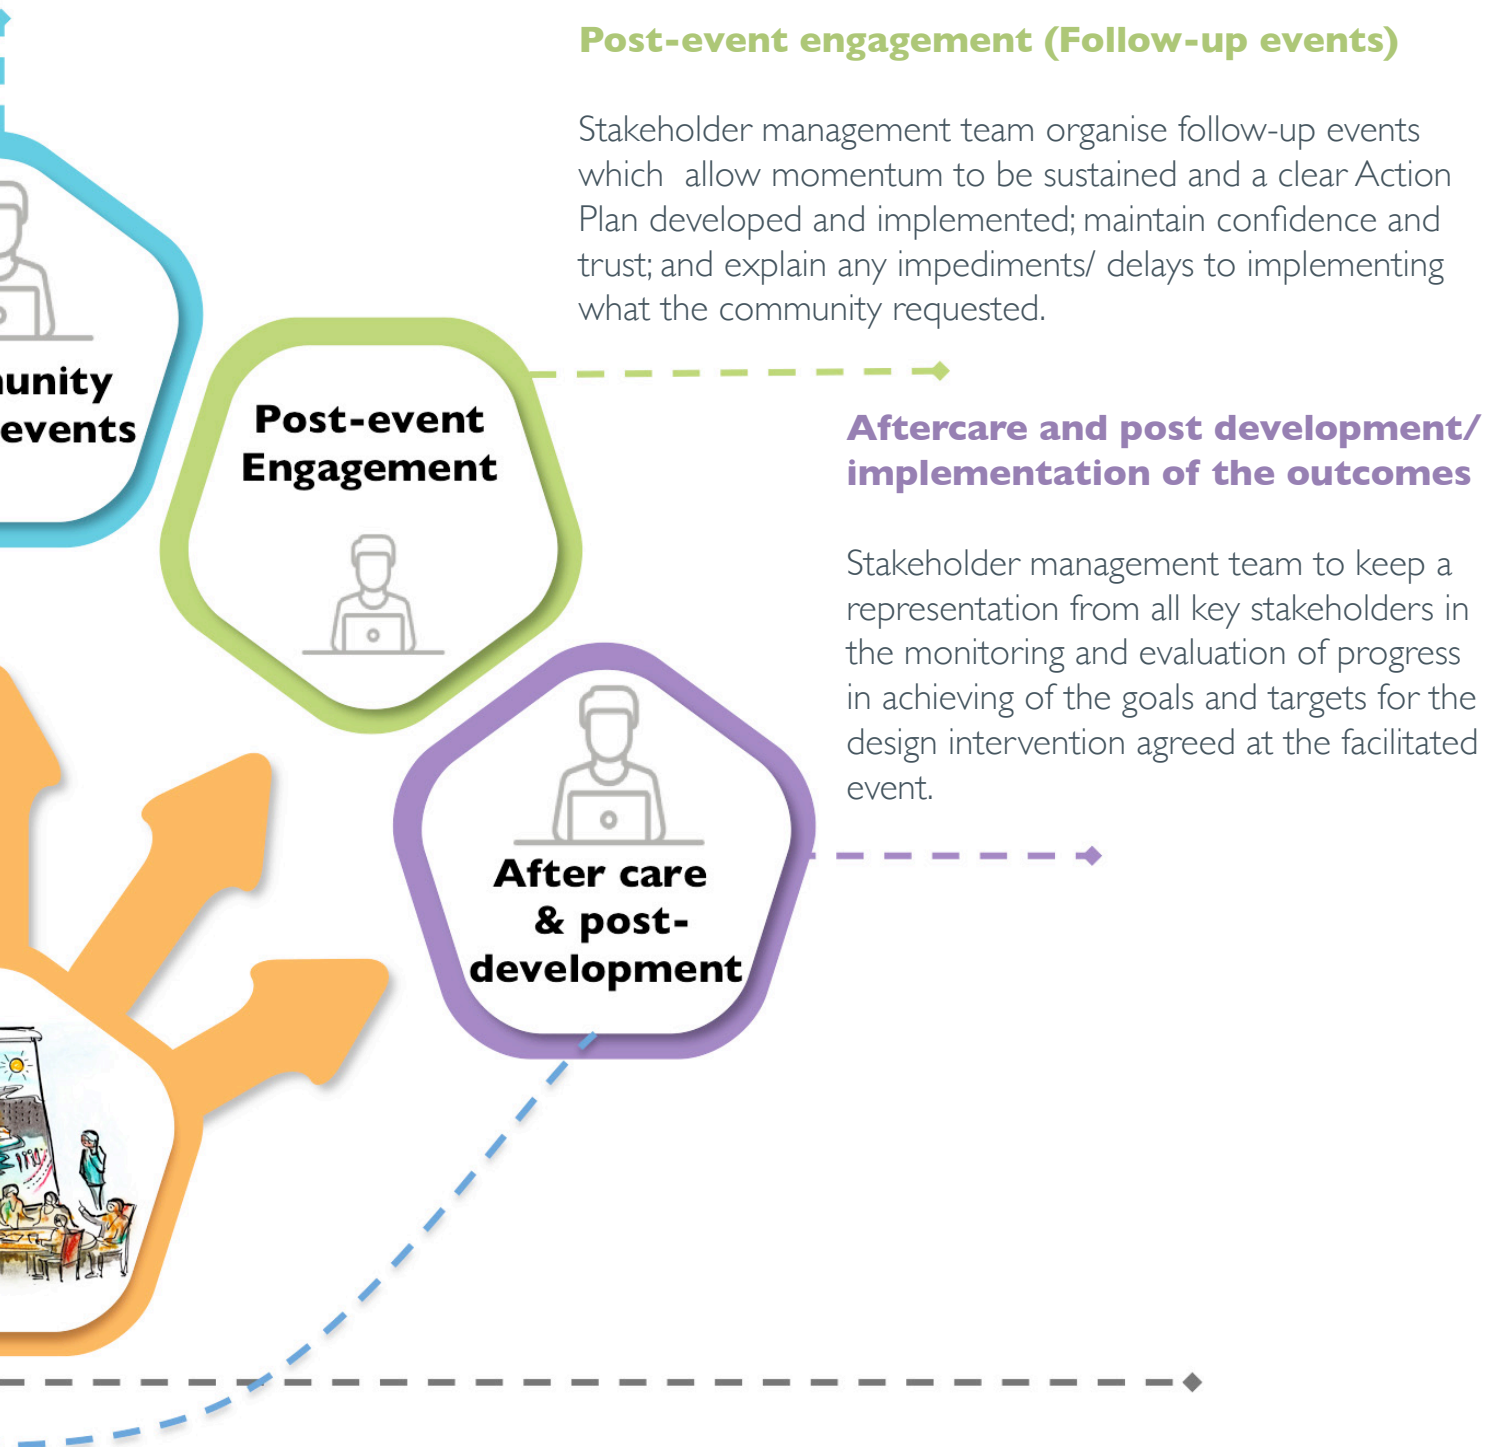 Post-event engagement (Follow-up events)
Stakeholder management team organise follow-up events
which allow momentum to be sustained and a clear Action
Plan developed and implemented; maintain confidence and
trust; and explain any impediments/ delays to implementing
what the community requested.
unity
events
Post-event
Engagement
Aftercare and post development/
implementation of the outcomes
Stakeholder management team to keep a
representation from all key stakeholders in
the monitoring and evaluation of progress
in achieving of the goals and targets for the
design intervention agreed at the facilitated
event.
After care
& post-
development